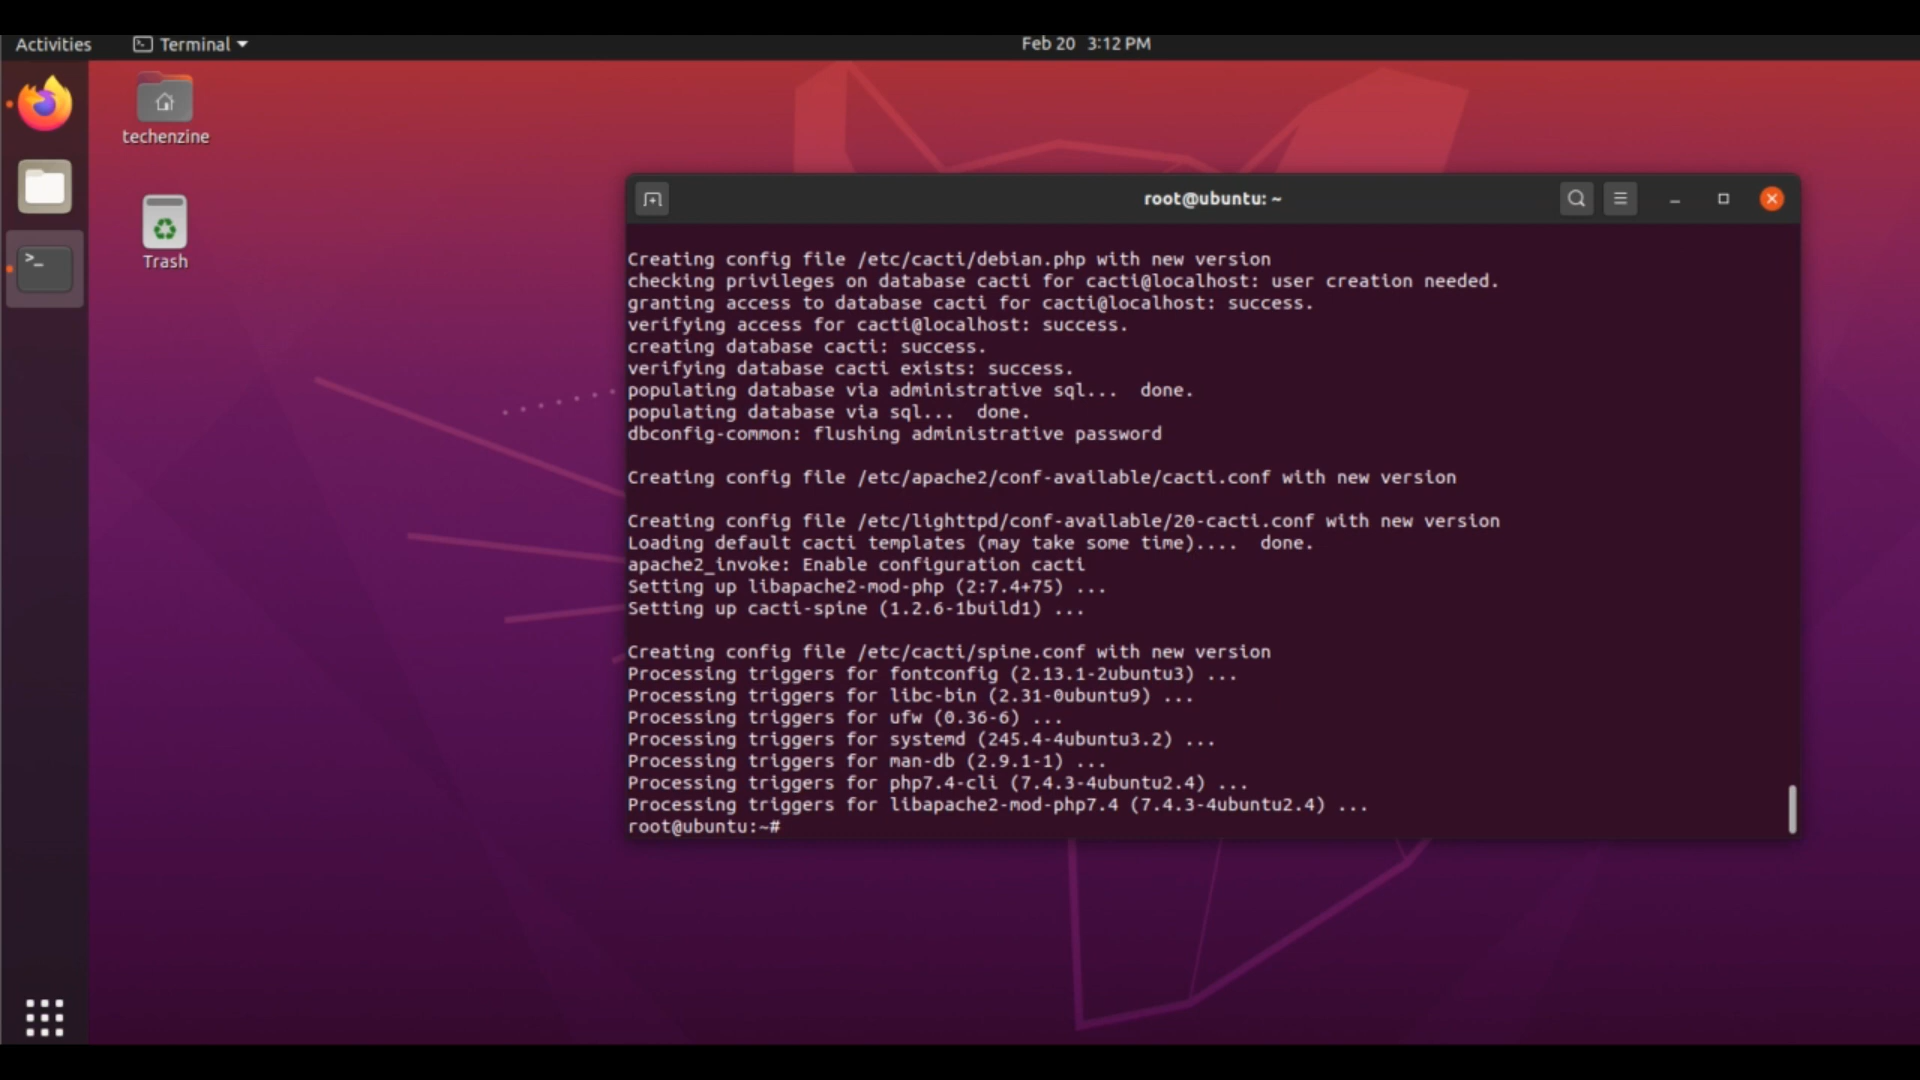 Activities
Terminal
Feb 20 3:12 PM
techenzine
Trash
root@ubuntu: ~
Creating config file /etc/cacti/debian.php with new version
checking privileges on database cacti for cacti@localhost: user creation needed.
granting access to database cacti for cacti@localhost: success.
verifying access for cacti@localhost: success.
creating database cacti: success.
verifying database cacti exists: success.
populating database via administrative sql...  done.
populating database via sql...  done.
dbconfig-common: flushing administrative password
Creating config file /etc/apache2/conf-available/cacti.conf with new version
Creating config file /etc/lighttpd/conf-available/20-cacti.conf with new version
Loading default cacti templates (may take some time)....  done.
apache2_invoke: Enable configuration cacti
Setting up libapache2-mod-php (2:7.4+75) ...
Setting up cacti-spine (1.2.6-1build1) ...
Creating config file /etc/cacti/spine.conf with new version
Processing triggers for fontconfig (2.13.1-2ubuntu3) ...
Processing triggers for libc-bin (2.31-0ubuntu9) ...
Processing triggers for ufw (0.36-6) ...
Processing triggers for systemd (245.4-4ubuntu3.2) ...
Processing triggers for man-db (2.9.1-1) ...
Processing triggers for php7.4-cli (7.4.3-4ubuntu2.4) ...
Processing triggers for libapache2-mod-php7.4 (7.4.3-4ubuntu2.4) ...
root@ubuntu:~#